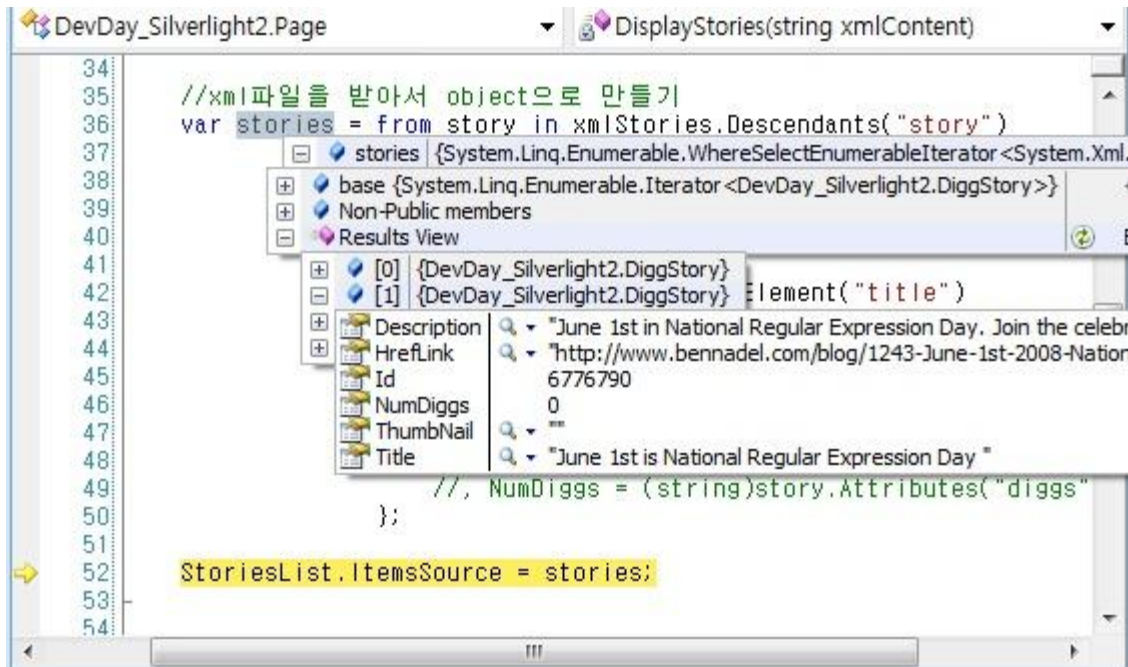 DevDay_Silverlight2.Page
DisplayStories(string xmlContent)
34
35 //xml파일을 받아서 object으로 만들기
36 var stories = from story in xmlStories.Descendants("story")
37 stories {System.Linq.Enumerable.WhereSelectEnumerableIterator<System.Xml.
38 base {System.Linq.Enumerable.Iterator<DevDay_Silverlight2.DiggStory>}
39 Non-Public members
40 Results View
41 [0] {DevDay_Silverlight2.DiggStory}
42 [1] {DevDay_Silverlight2.DiggStory} Element("title")
43 Description "June 1st in National Regular Expression Day. Join the celebr
44 HrefLink "http://www.bennadel.com/blog/1243-June-1st-2008-Nation
45 Id 6776790
46 NumDiggs 0
47 ThumbNail ""
48 Title "June 1st is National Regular Expression Day "
49 //, NumDiggs = (string)story.Attributes("diggs"
50 };
51
52 StoriesList.ItemsSource = stories;
53
54